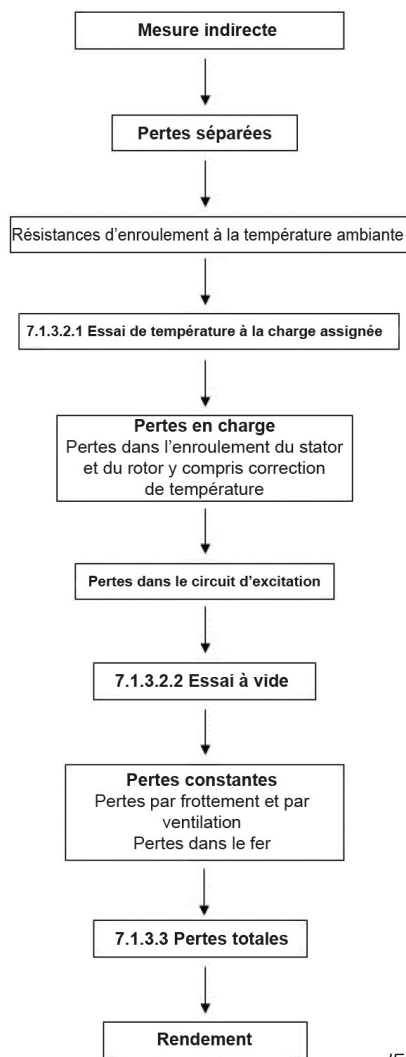 Mesure indirecte
Pertes séparées
Résistances d'enroulement à la température ambiante
7.1.3.2.1 Essai de température à la charge assignée
Pertes en charge
Pertes dans l'enroulement du stator
et du rotor y compris correction
de température
Pertes dans le circuit d'excitation
7.1.3.2.2 Essai à vide
Pertes constantes
Pertes par frottement et par
ventilation
Pertes dans le fer
7.1.3.3 Pertes totales
Rendement